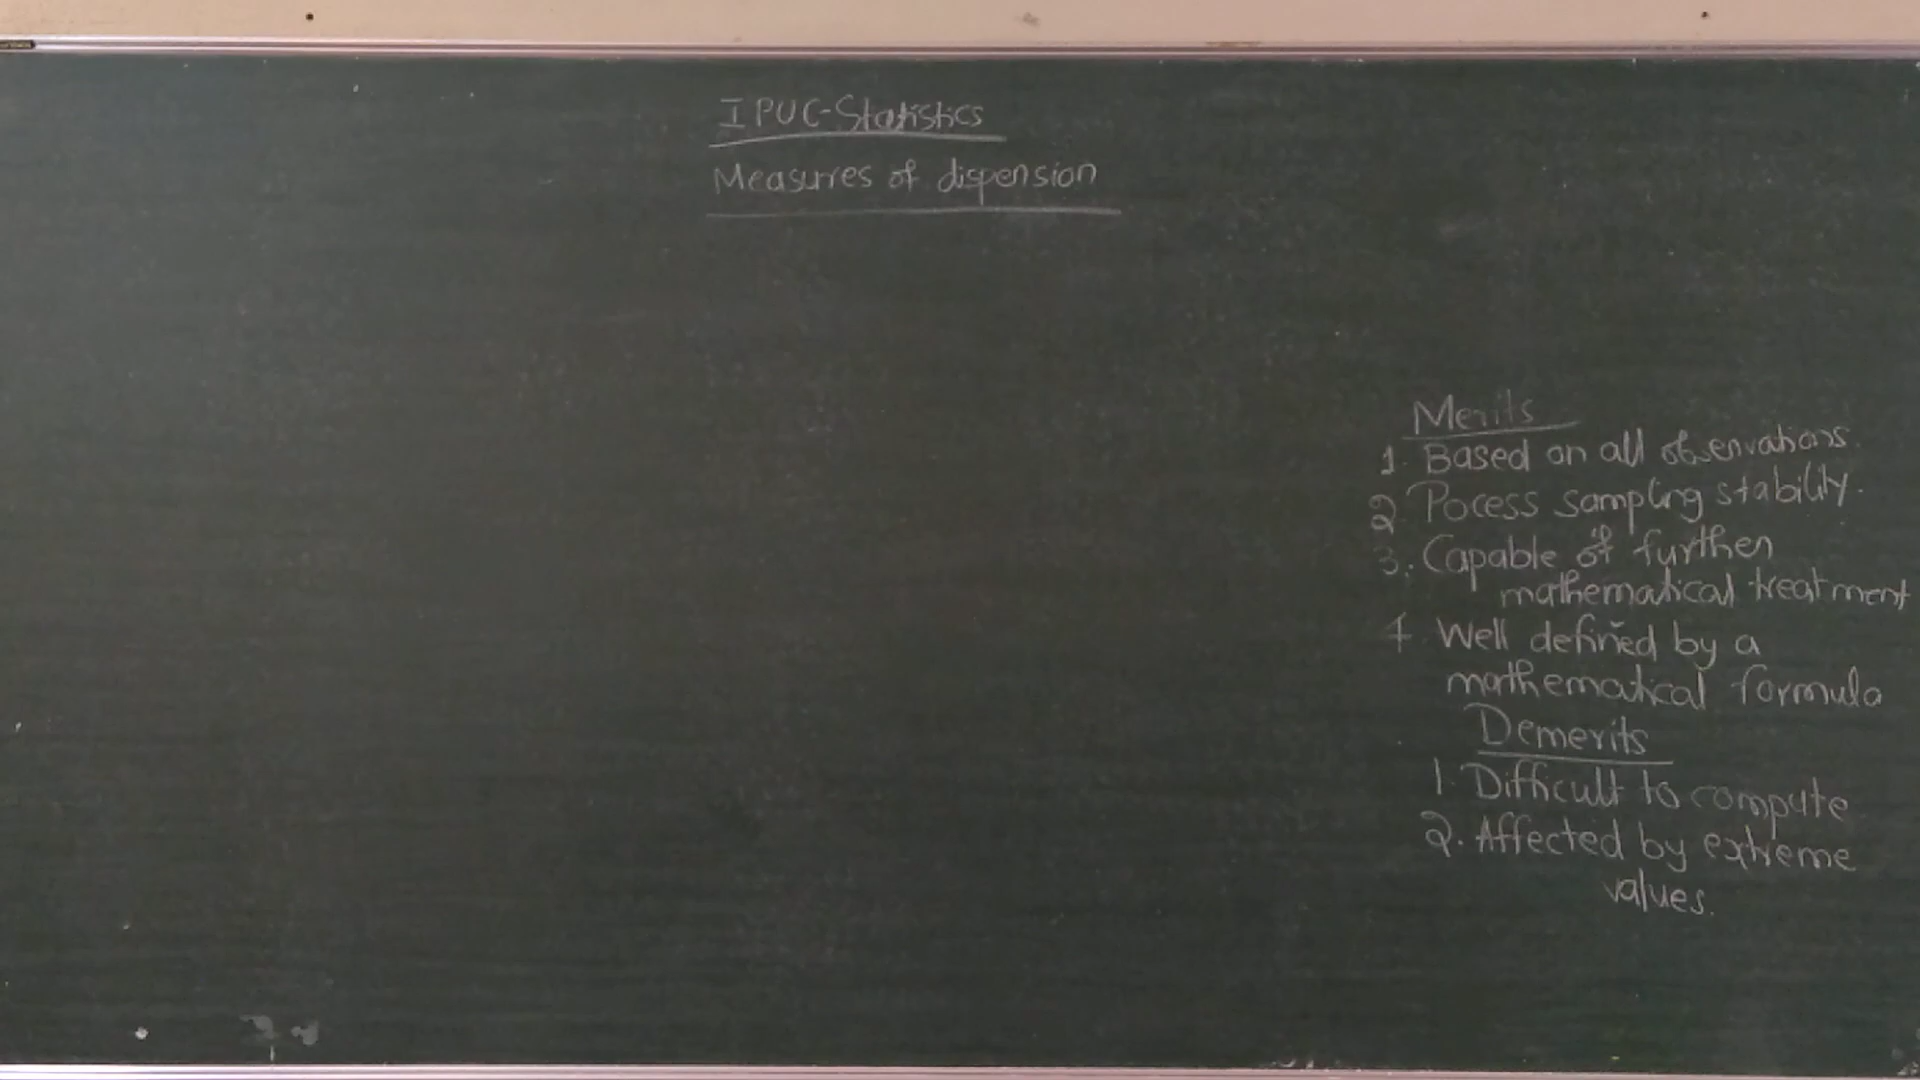 I PUC-Statistics
Measures of dispersion
Merits
1. Based on all observations.
2. Pocess sampling stability.
3. Capable of further
mathematical treatment
4. Well defined by a
mathematical formula
Demerits
1. Difficult to compute
2. Affected by extreme
values.